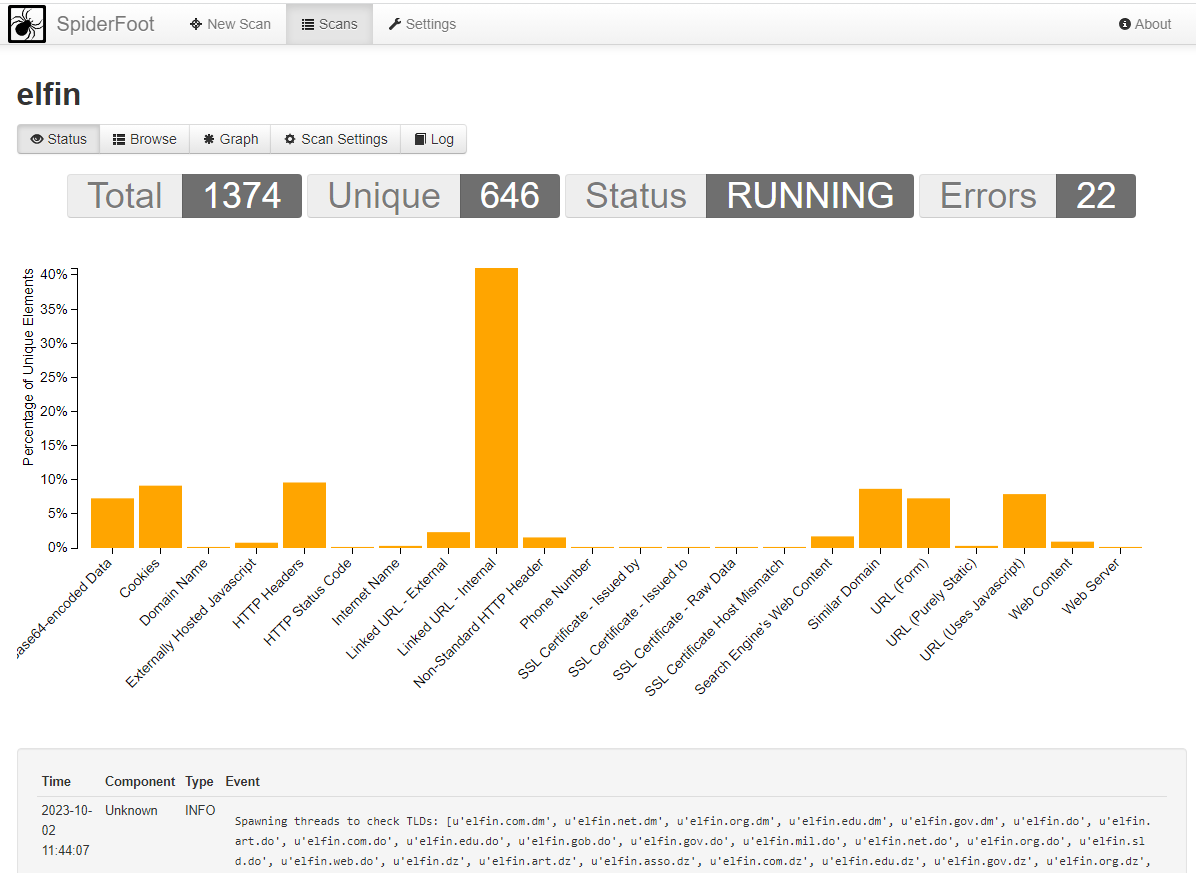 SpiderFoot New Scan Scans Settings About
elfin
Status Browse Graph Scan Settings Log
Total 1374 Unique 646 Status RUNNING Errors 22
Percentage of Unique Elements
40%
35%
30%
25%
20%
15%
10%
5%
0%
ase64-encoded Data
Cookies
Domain Name
Externally Hosted Javascript
HTTP Headers
HTTP Status Code
Internet Name
Linked URL - External
Linked URL - Internal
Non-Standard HTTP Header
Phone Number
SSL Certificate - Issued by
SSL Certificate - Issued to
SSL Certificate - Raw Data
SSL Certificate Host Mismatch
Search Engine's Web Content
Similar Domain
URL (Form)
URL (Purely Static)
URL (Uses Javascript)
Web Content
Web Server
Time Component Type Event
2023-10-02 11:44:07 Unknown INFO
Spawning threads to check TLDs: [u'elfin.com.dm', u'elfin.net.dm', u'elfin.org.dm', u'elfin.edu.dm', u'elfin.gov.dm', u'elfin.do', u'elfin.
art.do', u'elfin.com.do', u'elfin.edu.do', u'elfin.gob.do', u'elfin.gov.do', u'elfin.mil.do', u'elfin.net.do', u'elfin.org.do', u'elfin.sl
d.do', u'elfin.web.do', u'elfin.dz', u'elfin.art.dz', u'elfin.asso.dz', u'elfin.com.dz', u'elfin.edu.dz', u'elfin.gov.dz', u'elfin.org.dz',